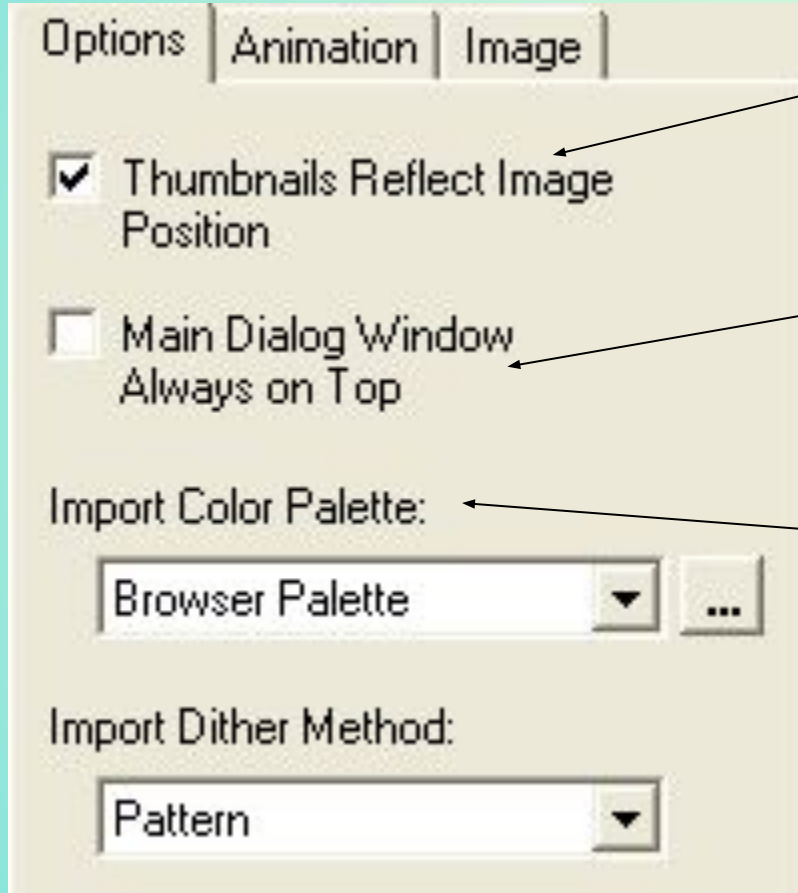 Options Animation Image
Thumbnails Reflect Image
Position
Main Dialog Window
Always on Top
Import Color Palette:
Browser Palette ...
Import Dither Method:
Pattern